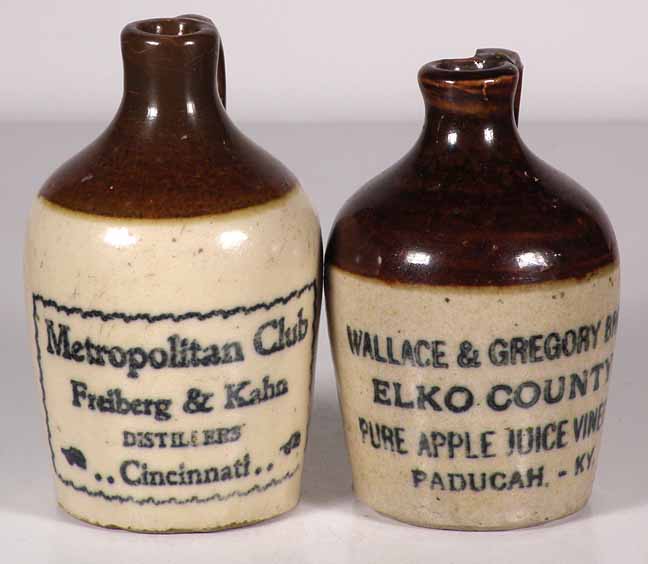 Metropolitan Club
Freiberg & Kahn
DISTILLERS
..Cincinnati..
WALLACE & GREGORY
ELKO COUNTY
PURE APPLE JUICE
PADUCAH. - KY.